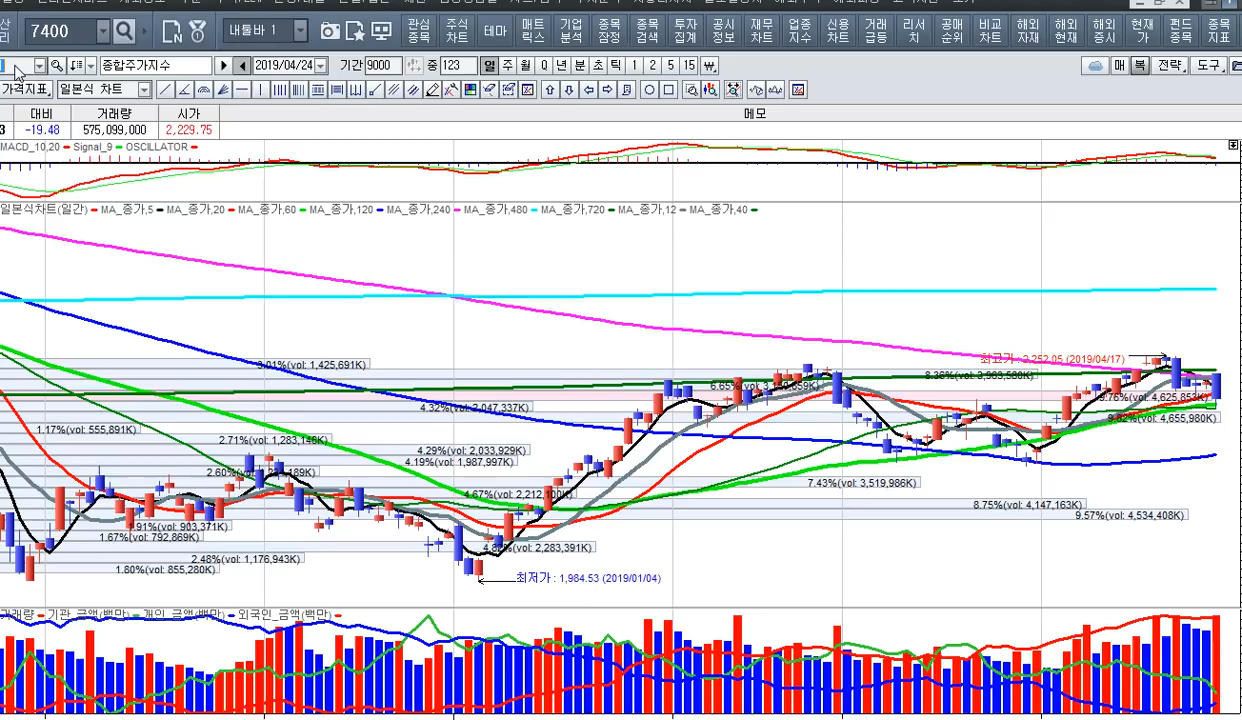 7400
내툴바 1
관심 종목
주식 차트
테마
매트 릭스
기업 분석
종목 잠정
종목 검색
투자 집계
공시 정보
재무 차트
업종 지수
신용 차트
거래 급등
리서 치
공매 순위
비교 차트
해외 자재
해외 현재
해외 증시
현재 가
펀드 종목
종목 지표
종합주가지수
2019/04/24
기간 9000
중 123
일 주 월 Q 년 분 초 틱 1 2 5 15
매 복 전략 도구
가격지표
일본식 차트
대비 거래량 시가 메모
-19.48 575,099,000 2,229.75
MACD_10,20 Signal_9 OSCILLATOR
일본식차트(일간) MA_종가,5 MA_종가,20 MA_종가,60 MA_종가,120 MA_종가,240 MA_종가,480 MA_종가,720 MA_종가,12 MA_종가,40
최고가 : 2,252.05 (2019/04/17)
3.01%(vol: 1,425,691K)
8.36%(vol: 3,963,580K)
9.76%(vol: 4,625,853K)
4.32%(vol: 2,047,337K)
9.82%(vol: 4,655,980K)
1.17%(vol: 555,891K)
2.71%(vol: 1,283,146K)
4.29%(vol: 2,033,929K)
4.19%(vol: 1,987,997K)
7.43%(vol: 3,519,986K)
4.67%(vol: 2,212,100K)
8.75%(vol: 4,147,163K)
9.57%(vol: 4,534,408K)
1.91%(vol: 903,371K)
1.67%(vol: 792,869K)
4.82%(vol: 2,283,391K)
2.48%(vol: 1,176,943K)
1.80%(vol: 855,280K)
최저가 : 1,984.53 (2019/01/04)
거래량 기관_금액(백만) 개인_금액(백만) 외국인_금액(백만)